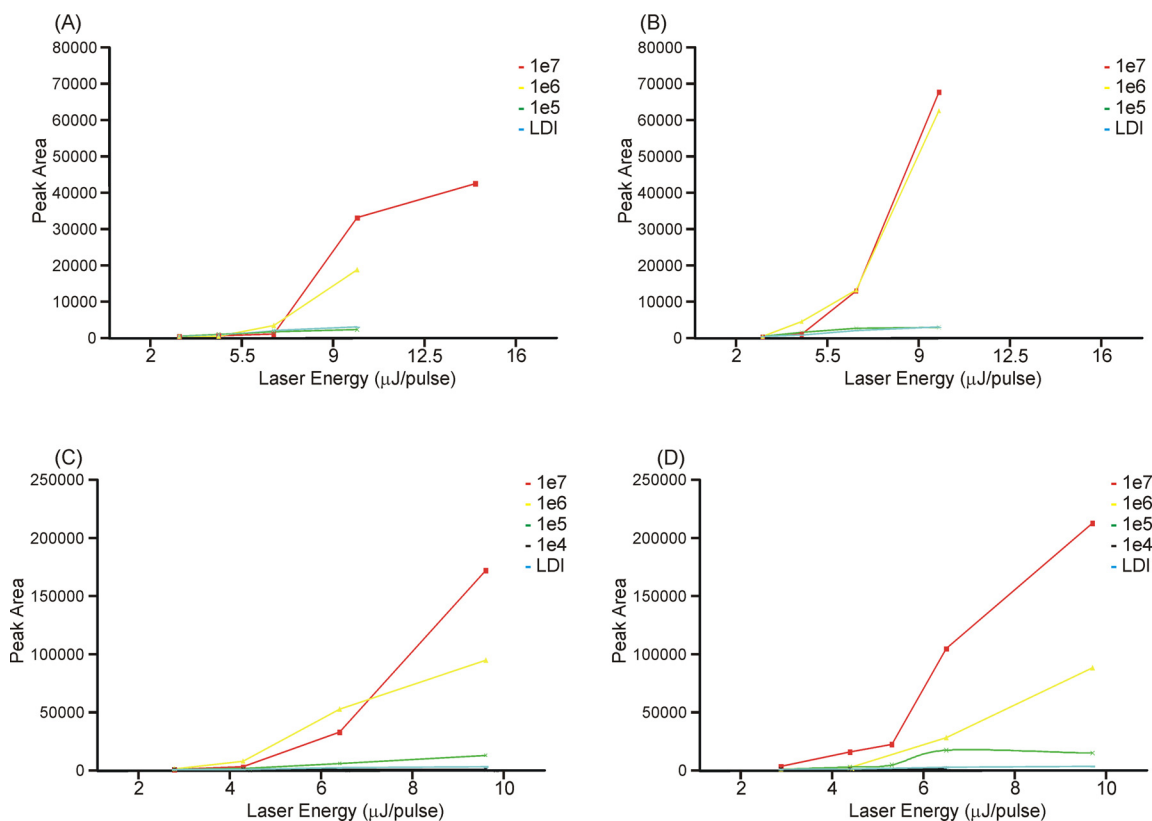 (A)
80000
70000
60000
50000
40000
30000
20000
10000
0
Peak Area
2 5.5 9 12.5 16
Laser Energy (μJ/pulse)
1e7
1e6
1e5
LDI
(B)
80000
70000
60000
50000
40000
30000
20000
10000
0
Peak Area
2 5.5 9 12.5 16
Laser Energy (μJ/pulse)
1e7
1e6
1e5
LDI
(C)
250000
200000
150000
100000
50000
0
Peak Area
2 4 6 8 10
Laser Energy (μJ/pulse)
1e7
1e6
1e5
1e4
LDI
(D)
250000
200000
150000
100000
50000
0
Peak Area
2 4 6 8 10
Laser Energy (μJ/pulse)
1e7
1e6
1e5
1e4
LDI